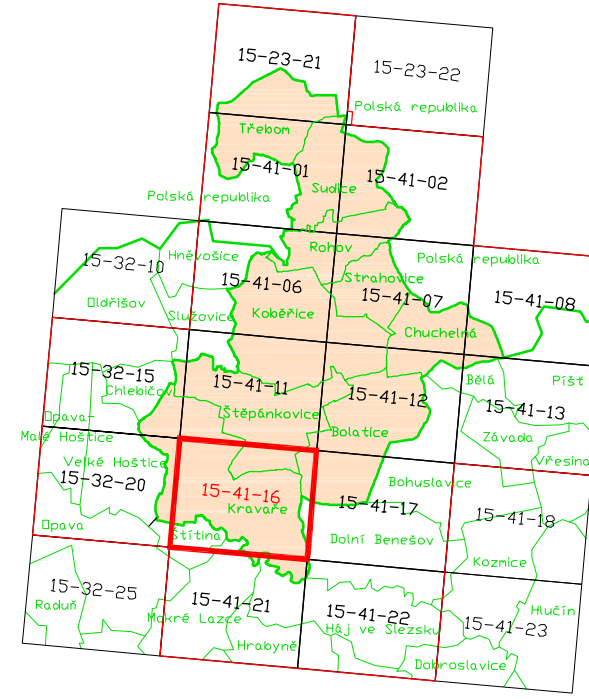 15-23-21
15-23-22
Polská republika
Třebom
15-41-01
15-41-02
Sudice
Polská republika
Rohov
Hněvošice
Polská republika
15-32-10
Strahovice
15-41-06
15-41-07
15-41-08
Oldřišov
Služovice
Kobeřice
Chuchelná
15-32-15
15-41-11
Bělá
Píšť
Chlebičov
15-41-12
15-41-13
Opava-
Štěpánkovice
Malé Hoštice
Bolatice
Závada
Velké Hoštice
Vřesina
15-32-20
15-41-16
Bohuslavice
Kravaře
15-41-17
15-41-18
Opava
Štítina
Dolní Benešov
Kozmice
15-32-25
Raduň
15-41-21
15-41-22
Hlučín
Mokré Lazce
Háj ve Slezsku
15-41-23
Hrabyně
Dobroslavice